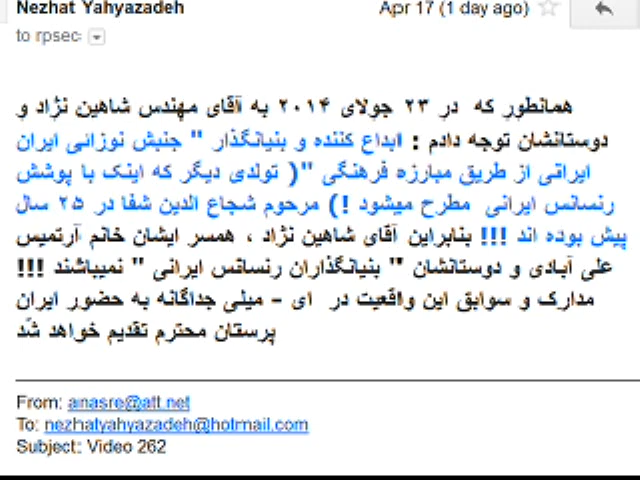 Nezhat Yahyazadeh
Apr 17 (1 day ago)
to rpsec
همانطور که در ۲۳ جولای ۲۰۱۴ به آقای مهندس شاهین نژاد و
دوستانشان توجه دادم : ابداع کننده و بنیانگذار " جنبش نوزائی ایران
ایرانی از طریق مبارزه فرهنگی "( تولدی دیگر که اینک با پوشش
رنسانس ایرانی مطرح میشود !) مرحوم شجاع الدین شفا در ۲۵ سال
پیش بوده اند !!! بنابراین آقای شاهین نژاد ، همسر ایشان خانم آرتمیس
علی آبادی و دوستانشان " بنیانگذاران رنسانس ایرانی " نمیباشند !!!
مدارک و سوابق این واقعیت در ای - میلی جداگانه به حضور ایران
پرستان محترم تقدیم خواهد شد
From: anasre@att.net
To: nezhatyahyazadeh@hotmail.com
Subject: Video 262